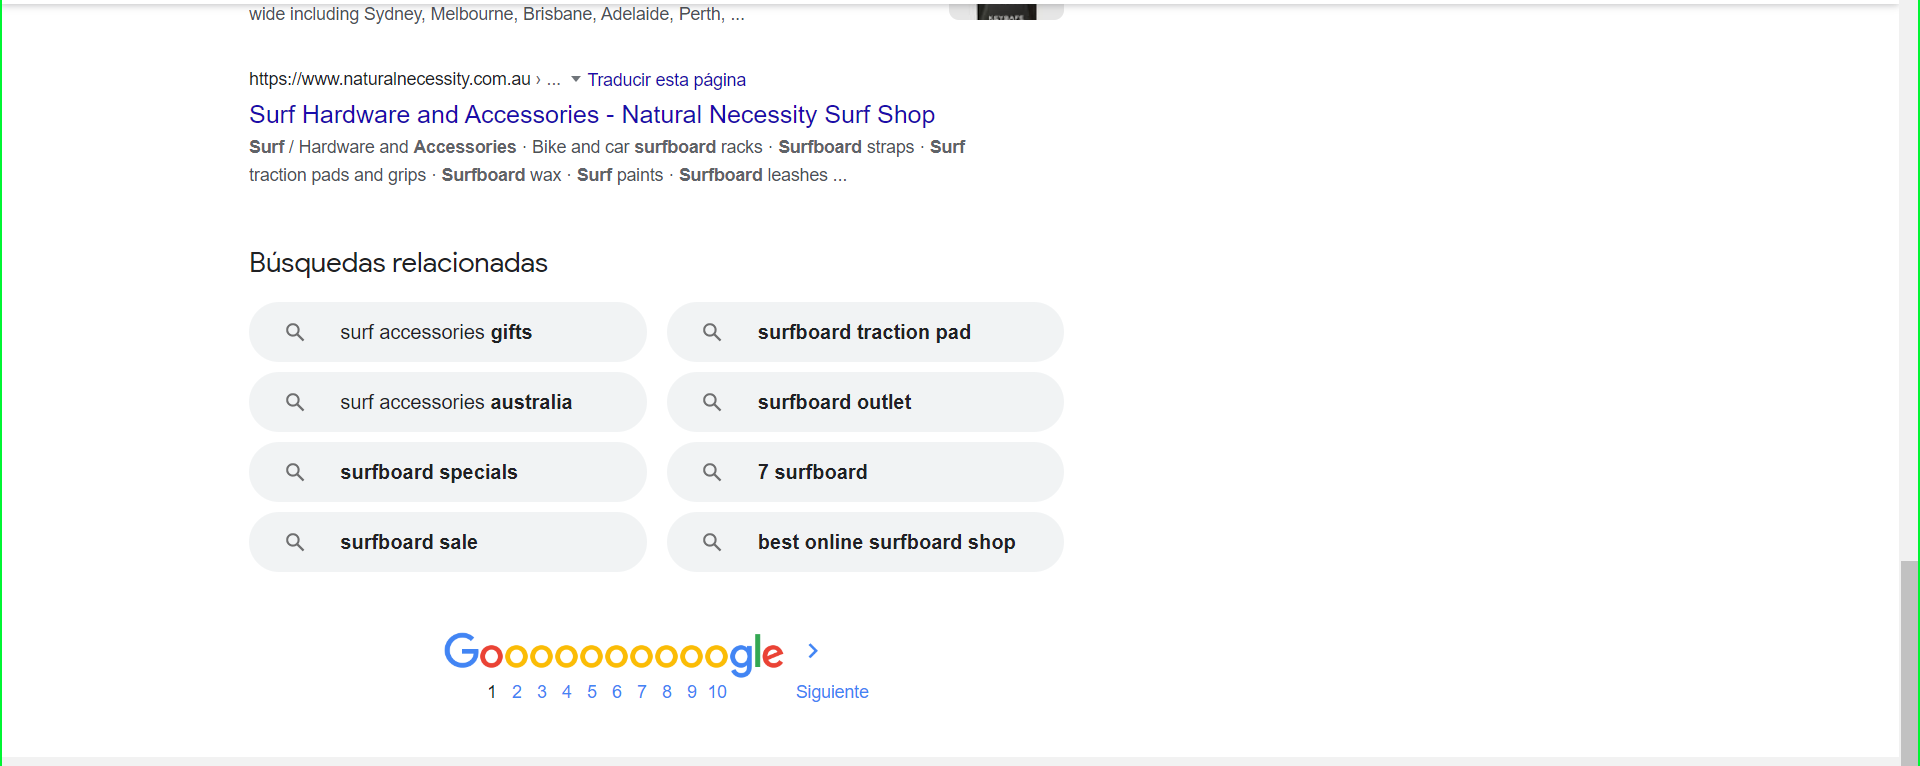 wide including Sydney, Melbourne, Brisbane, Adelaide, Perth, ...
KEYSAFE
https://www.naturalnecessity.com.au › ... Traducir esta página
Surf Hardware and Accessories - Natural Necessity Surf Shop
Surf / Hardware and Accessories · Bike and car surfboard racks · Surfboard straps · Surf
traction pads and grips · Surfboard wax · Surf paints · Surfboard leashes ...
Búsquedas relacionadas
surf accessories gifts
surfboard traction pad
surf accessories australia
surfboard outlet
surfboard specials
7 surfboard
surfboard sale
best online surfboard shop
Goooooooooogle
1 2 3 4 5 6 7 8 9 10 Siguiente